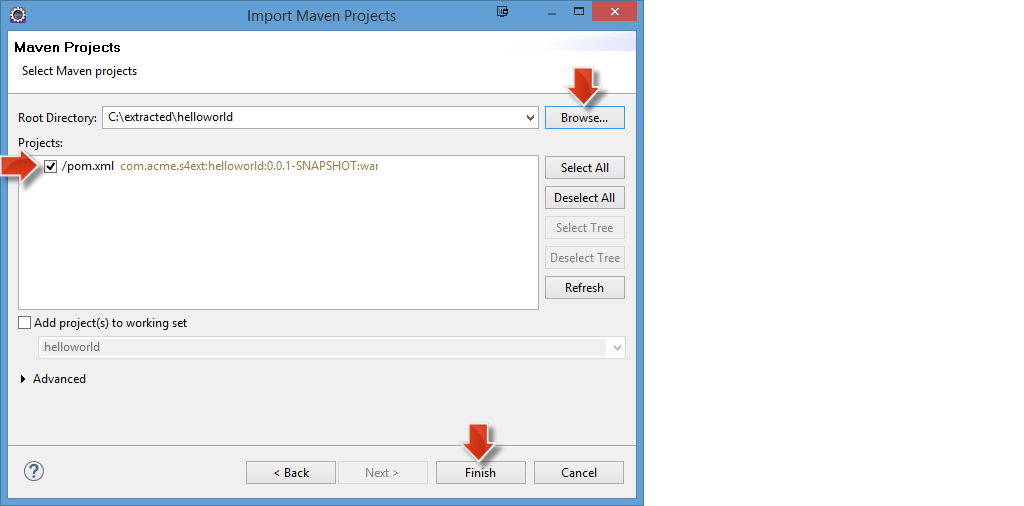 Import Maven Projects
Maven Projects
Select Maven projects
Root Directory: C:\extracted\helloworld Browse...
Projects:
/pom.xml com.acme.s4ext:helloworld:0.0.1-SNAPSHOT:war
Select All
Deselect All
Select Tree
Deselect Tree
Refresh
Add project(s) to working set
helloworld
Advanced
? < Back Next > Finish Cancel